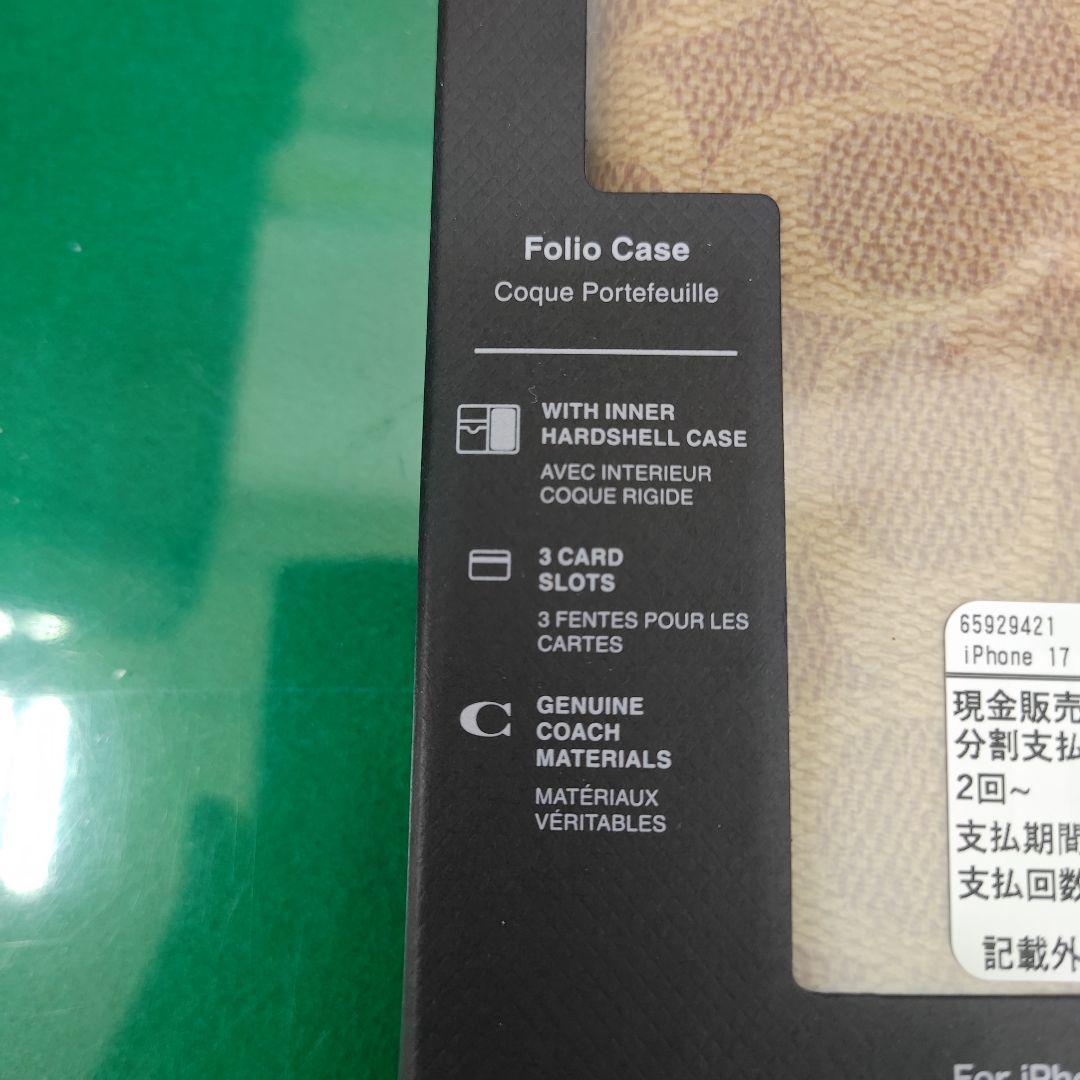 Folio Case
Coque Portefeuille
WITH INNER
HARDSHELL CASE
AVEC INTERIEUR
COQUE RIGIDE
3 CARD
SLOTS
3 FENTES POUR LES
CARTES
GENUINE
COACH
MATERIALS
MATÉRIAUX
VÉRITABLES
65929421
iPhone 17
現金販売
分割支払
2回~
支払期間
支払回数
記載外
For